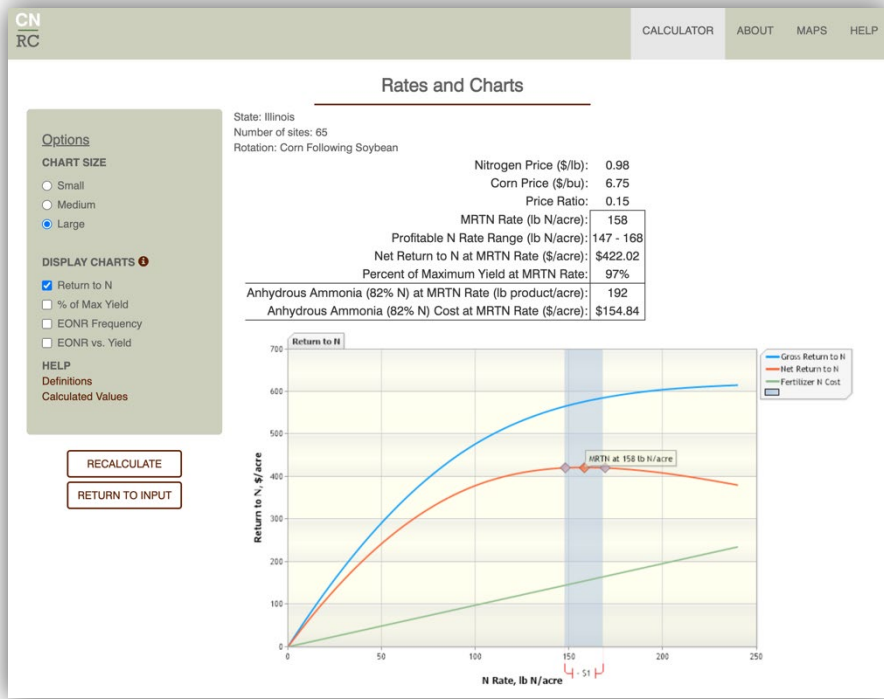 CN
RC
CALCULATOR ABOUT MAPS HELP
Rates and Charts
Options
CHART SIZE
Small
Medium
Large
DISPLAY CHARTS
Return to N
% of Max Yield
EONR Frequency
EONR vs. Yield
HELP
Definitions
Calculated Values
RECALCULATE
RETURN TO INPUT
State: Illinois
Number of sites: 65
Rotation: Corn Following Soybean
Nitrogen Price ($/lb): 0.98
Corn Price ($/bu): 6.75
Price Ratio: 0.15
MRTN Rate (lb N/acre): 158
Profitable N Rate Range (lb N/acre): 147 - 168
Net Return to N at MRTN Rate ($/acre): $422.02
Percent of Maximum Yield at MRTN Rate: 97%
Anhydrous Ammonia (82% N) at MRTN Rate (lb product/acre): 192
Anhydrous Ammonia (82% N) Cost at MRTN Rate ($/acre): $154.84
Return to N
Gross Return to N
Net Return to N
Fertilizer N Cost
700
600
500
400
300
200
100
0
Return to N, $/acre
MRTN at 158 lb N/acre
0 50 100 150 200 250
N Rate, lb N/acre
- $1